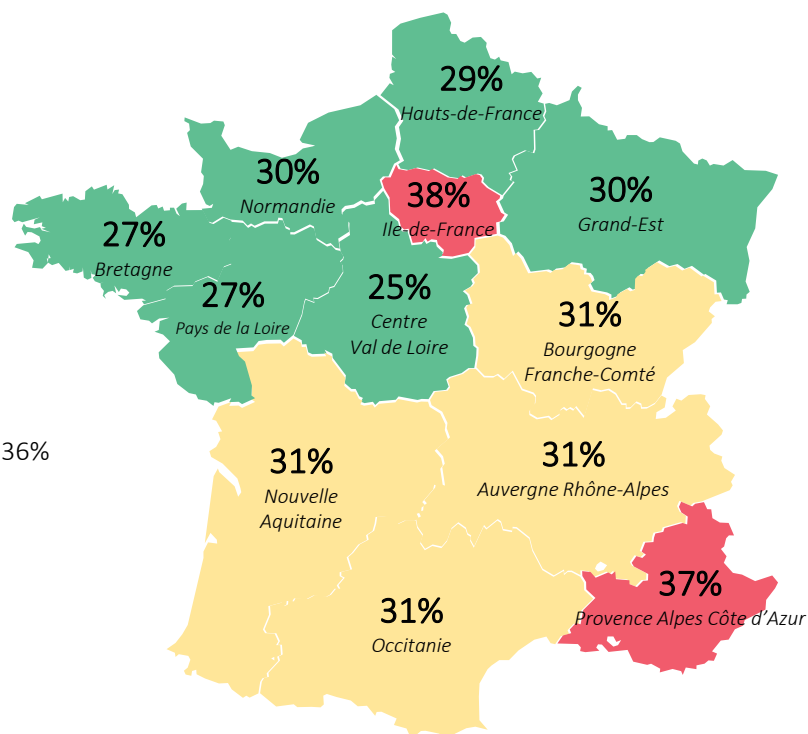 29%
Hauts-de-France
30%
Normandie
38%
Ile-de-France
30%
Grand-Est
27%
Bretagne
27%
Pays de la Loire
25%
Centre
Val de Loire
31%
Bourgogne
Franche-Comté
36%
31%
Nouvelle
Aquitaine
31%
Auvergne Rhône-Alpes
31%
Occitanie
37%
Provence Alpes Côte d’Azur